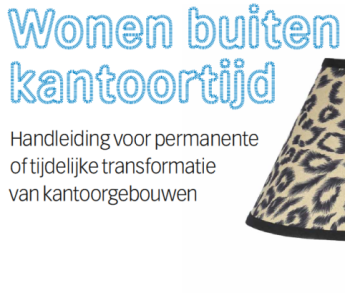 Wonen buiten
kantoortijd
Handleiding voor permanente
of tijdelijke transformatie
van kantoorgebouwen